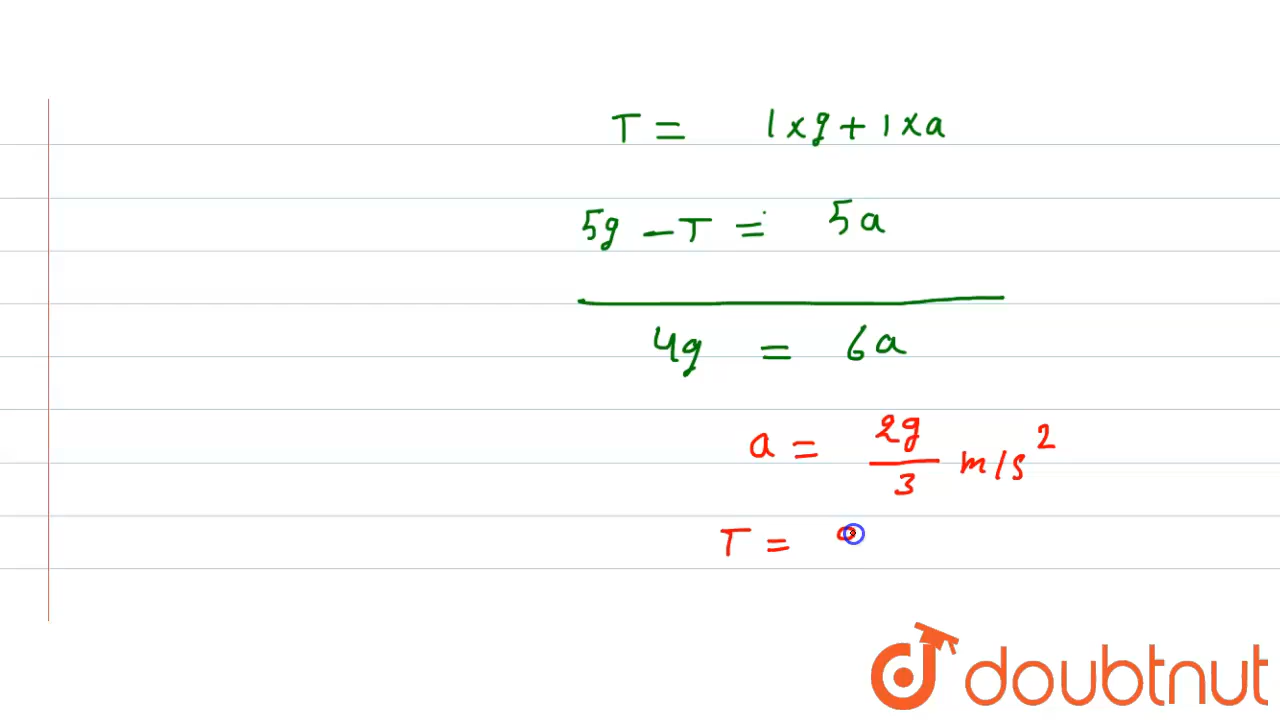 T = 1 x g + 1 x a
5g - T = 5a
4g = 6a
a = 2g/3 m/s²
T =
doubtnut